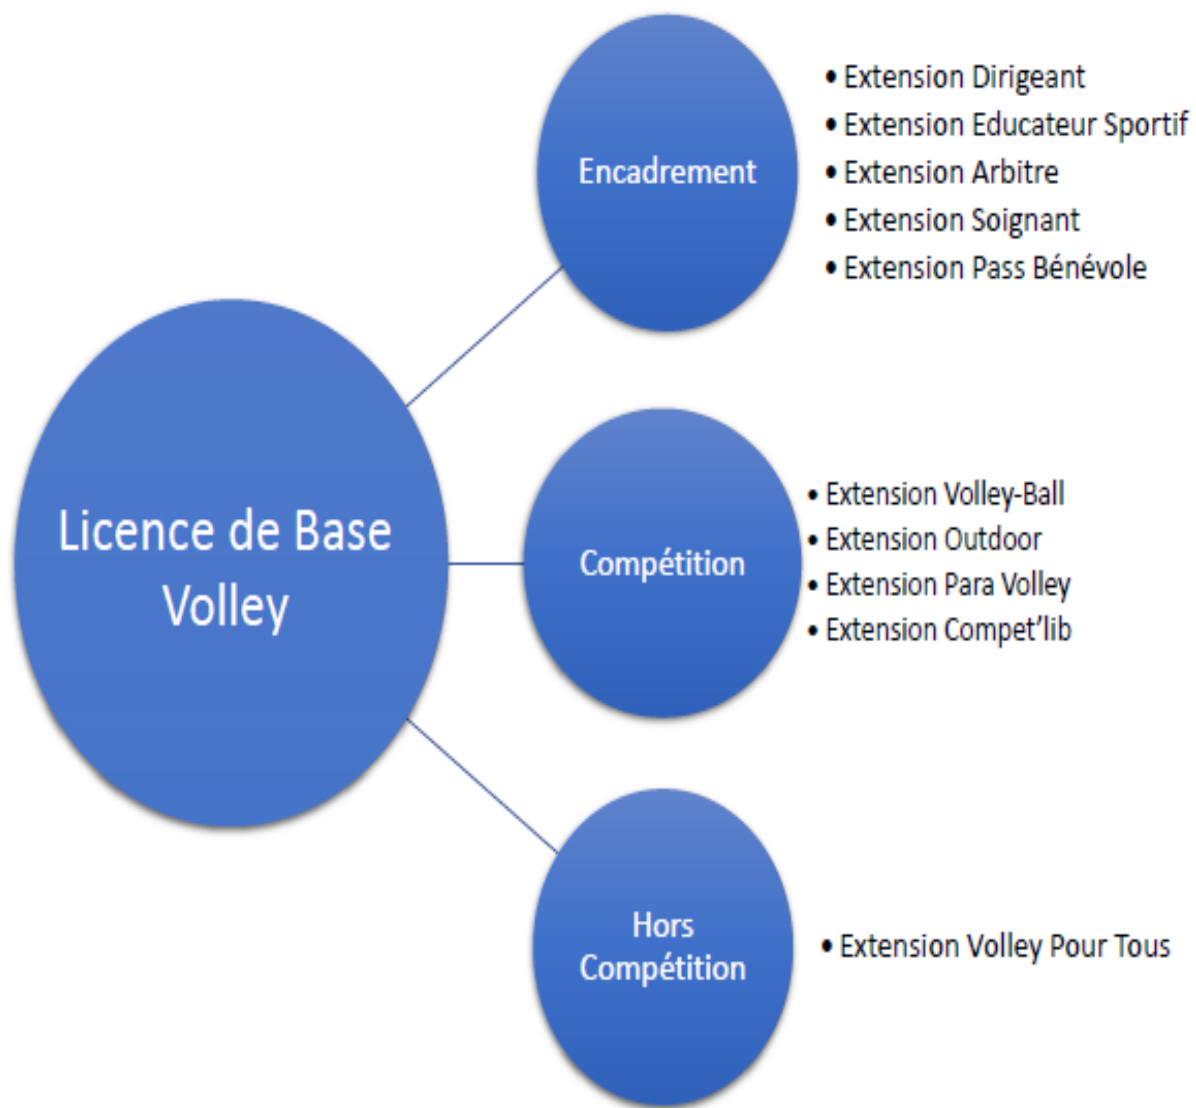 Licence de Base
Volley
Encadrement
• Extension Dirigeant
• Extension Educateur Sportif
• Extension Arbitre
• Extension Soignant
• Extension Pass Bénévole
Compétition
• Extension Volley-Ball
• Extension Outdoor
• Extension Para Volley
• Extension Compet’lib
Hors
Compétition
• Extension Volley Pour Tous